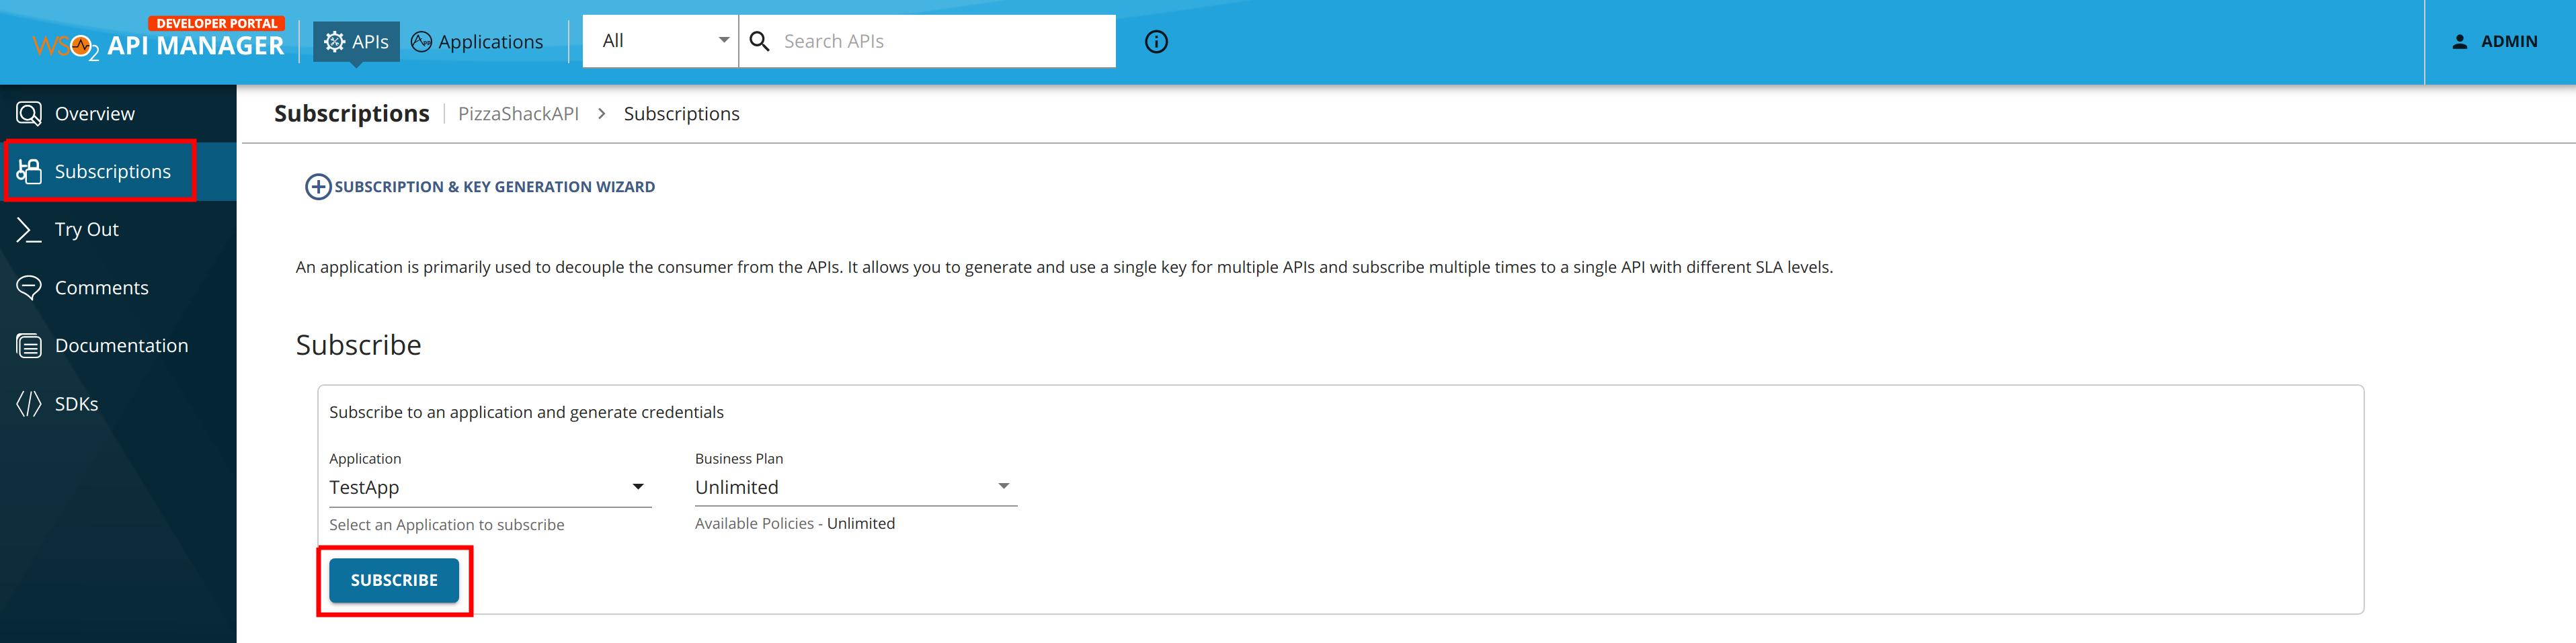 DEVELOPER PORTAL
WSO2 API MANAGER
APIs
Applications
All
Search APIs
ADMIN
Overview
Subscriptions
Try Out
Comments
Documentation
SDKs
Subscriptions PizzaShackAPI > Subscriptions
SUBSCRIPTION & KEY GENERATION WIZARD
An application is primarily used to decouple the consumer from the APIs. It allows you to generate and use a single key for multiple APIs and subscribe multiple times to a single API with different SLA levels.
Subscribe
Subscribe to an application and generate credentials
Application
TestApp
Select an Application to subscribe
Business Plan
Unlimited
Available Policies - Unlimited
SUBSCRIBE